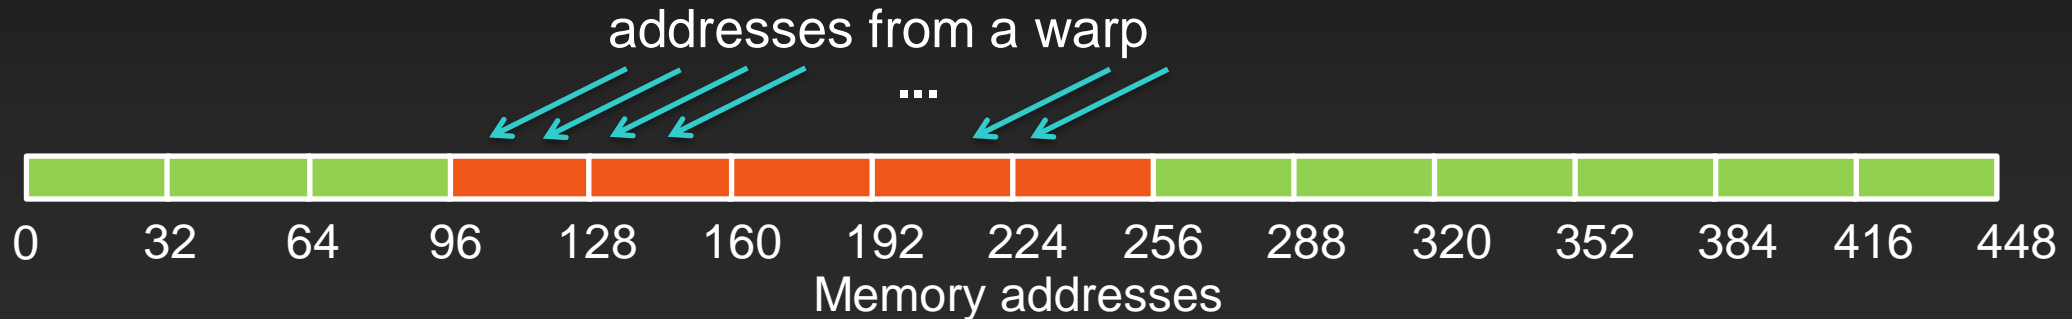 addresses from a warp
...
0 32 64 96 128 160 192 224 256 288 320 352 384 416 448
Memory addresses